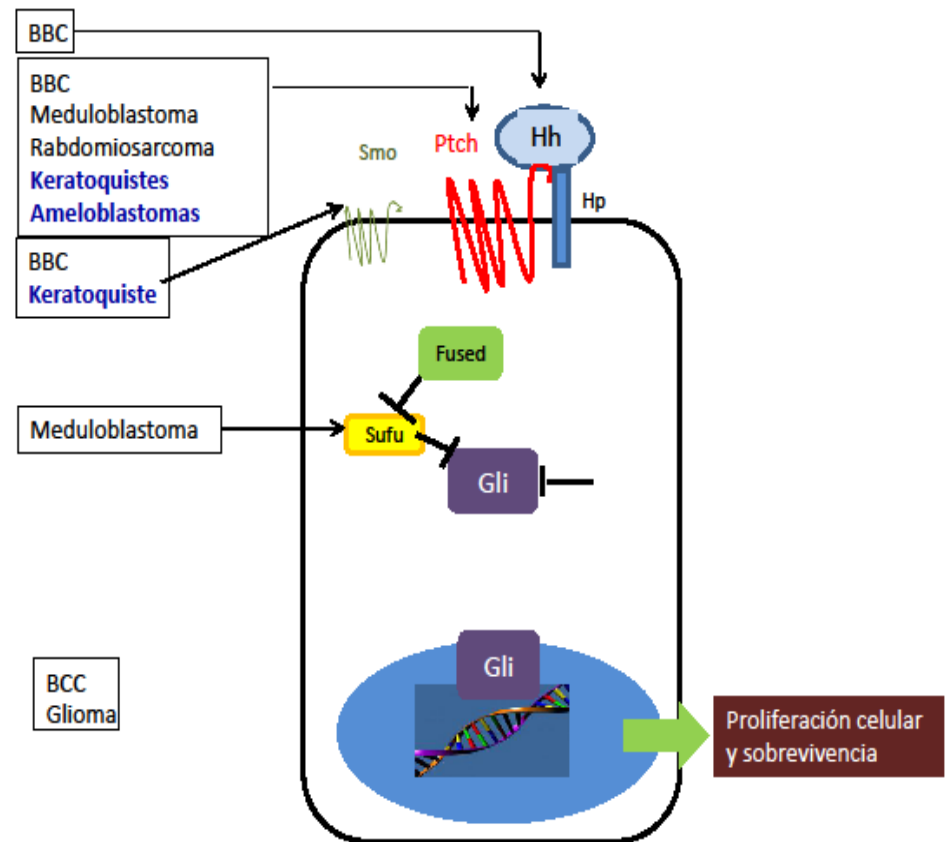 BBC
BBC
Meduloblastoma
Rabdomiosarcoma
Keratoquistes
Ameloblastomas
BBC
Keratoquiste
Smo
Ptch
Hh
Hp
Fused
Meduloblastoma
Sufu
Gli
BCC
Glioma
Gli
Proliferación celular
y sobrevivencia